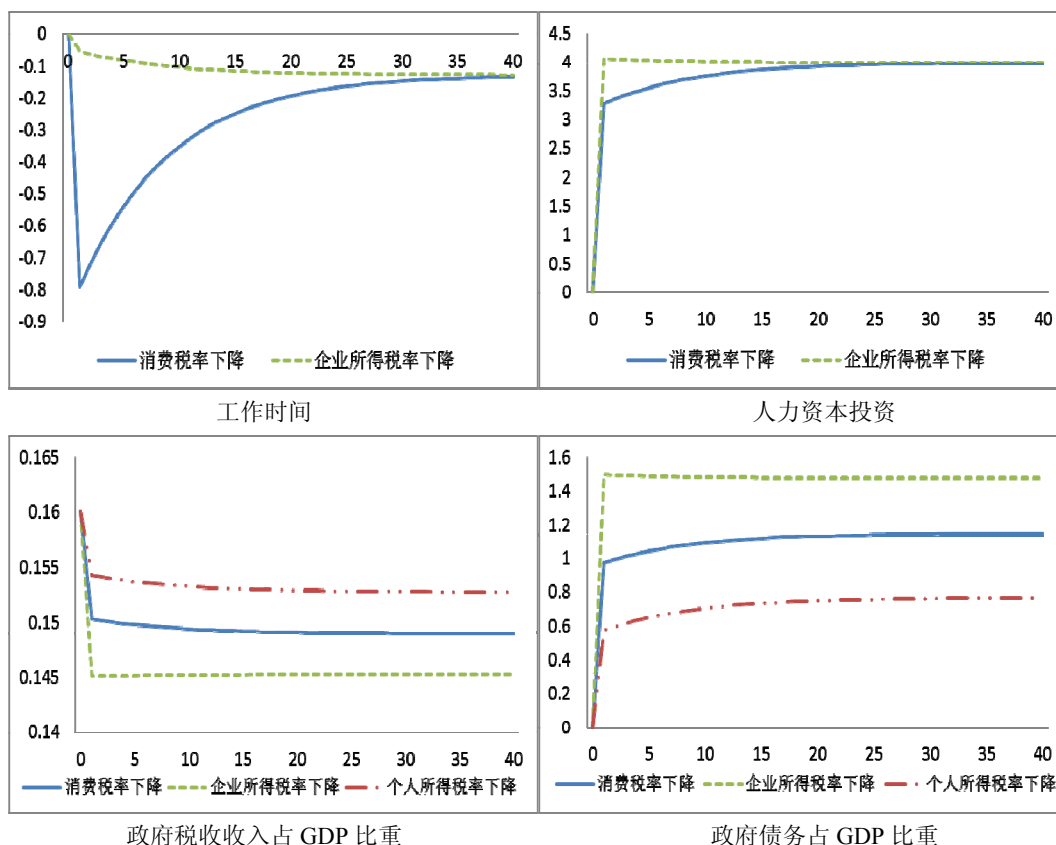 0
-0.1
-0.2
-0.3
-0.4
-0.5
-0.6
-0.7
-0.8
-0.9
0 5 10 15 20 25 30 35 40
消费税率下降 企业所得税率下降
工作时间
4.5
4
3.5
3
2.5
2
1.5
1
0.5
0
0 5 10 15 20 25 30 35 40
消费税率下降 企业所得税率下降
人力资本投资
0.165
0.16
0.155
0.15
0.145
0.14
0 5 10 15 20 25 30 35 40
消费税率下降 企业所得税率下降 个人所得税率下降
政府税收收入占 GDP 比重
1.6
1.4
1.2
1
0.8
0.6
0.4
0.2
0
0 5 10 15 20 25 30 35 40
消费税率下降 企业所得税率下降 个人所得税率下降
政府债务占 GDP 比重